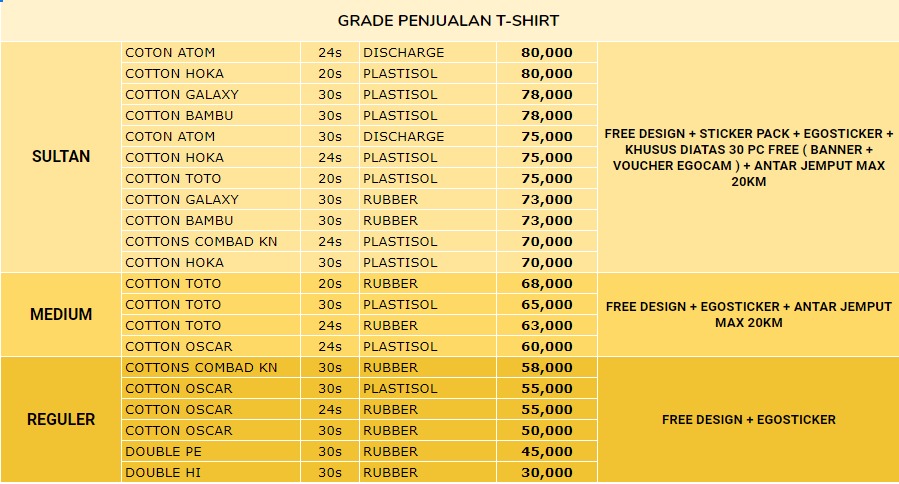 GRADE PENJUALAN T-SHIRT
SULTAN
COTON ATOM 24s DISCHARGE 80,000
COTTON HOKA 20s PLASTISOL 80,000
COTTON GALAXY 30s PLASTISOL 78,000
COTTON BAMBU 30s PLASTISOL 78,000
COTON ATOM 30s DISCHARGE 75,000
COTTON HOKA 24s PLASTISOL 75,000
COTTON TOTO 20s PLASTISOL 75,000
COTTON GALAXY 30s RUBBER 73,000
COTTON BAMBU 30s RUBBER 73,000
COTTONS COMBAD KN 24s PLASTISOL 70,000
COTTON HOKA 30s PLASTISOL 70,000
FREE DESIGN + STICKER PACK + EGOSTICKER +
KHUSUS DIATAS 30 PC FREE ( BANNER +
VOUCHER EGOCAM ) + ANTAR JEMPUT MAX
20KM
MEDIUM
COTTON TOTO 20s RUBBER 68,000
COTTON TOTO 30s PLASTISOL 65,000
COTTON TOTO 24s RUBBER 63,000
COTTON OSCAR 24s PLASTISOL 60,000
FREE DESIGN + EGOSTICKER + ANTAR JEMPUT
MAX 20KM
REGULER
COTTONS COMBAD KN 30s RUBBER 58,000
COTTON OSCAR 30s PLASTISOL 55,000
COTTON OSCAR 24s RUBBER 55,000
COTTON OSCAR 30s RUBBER 50,000
DOUBLE PE 30s RUBBER 45,000
DOUBLE HI 30s RUBBER 30,000
FREE DESIGN + EGOSTICKER